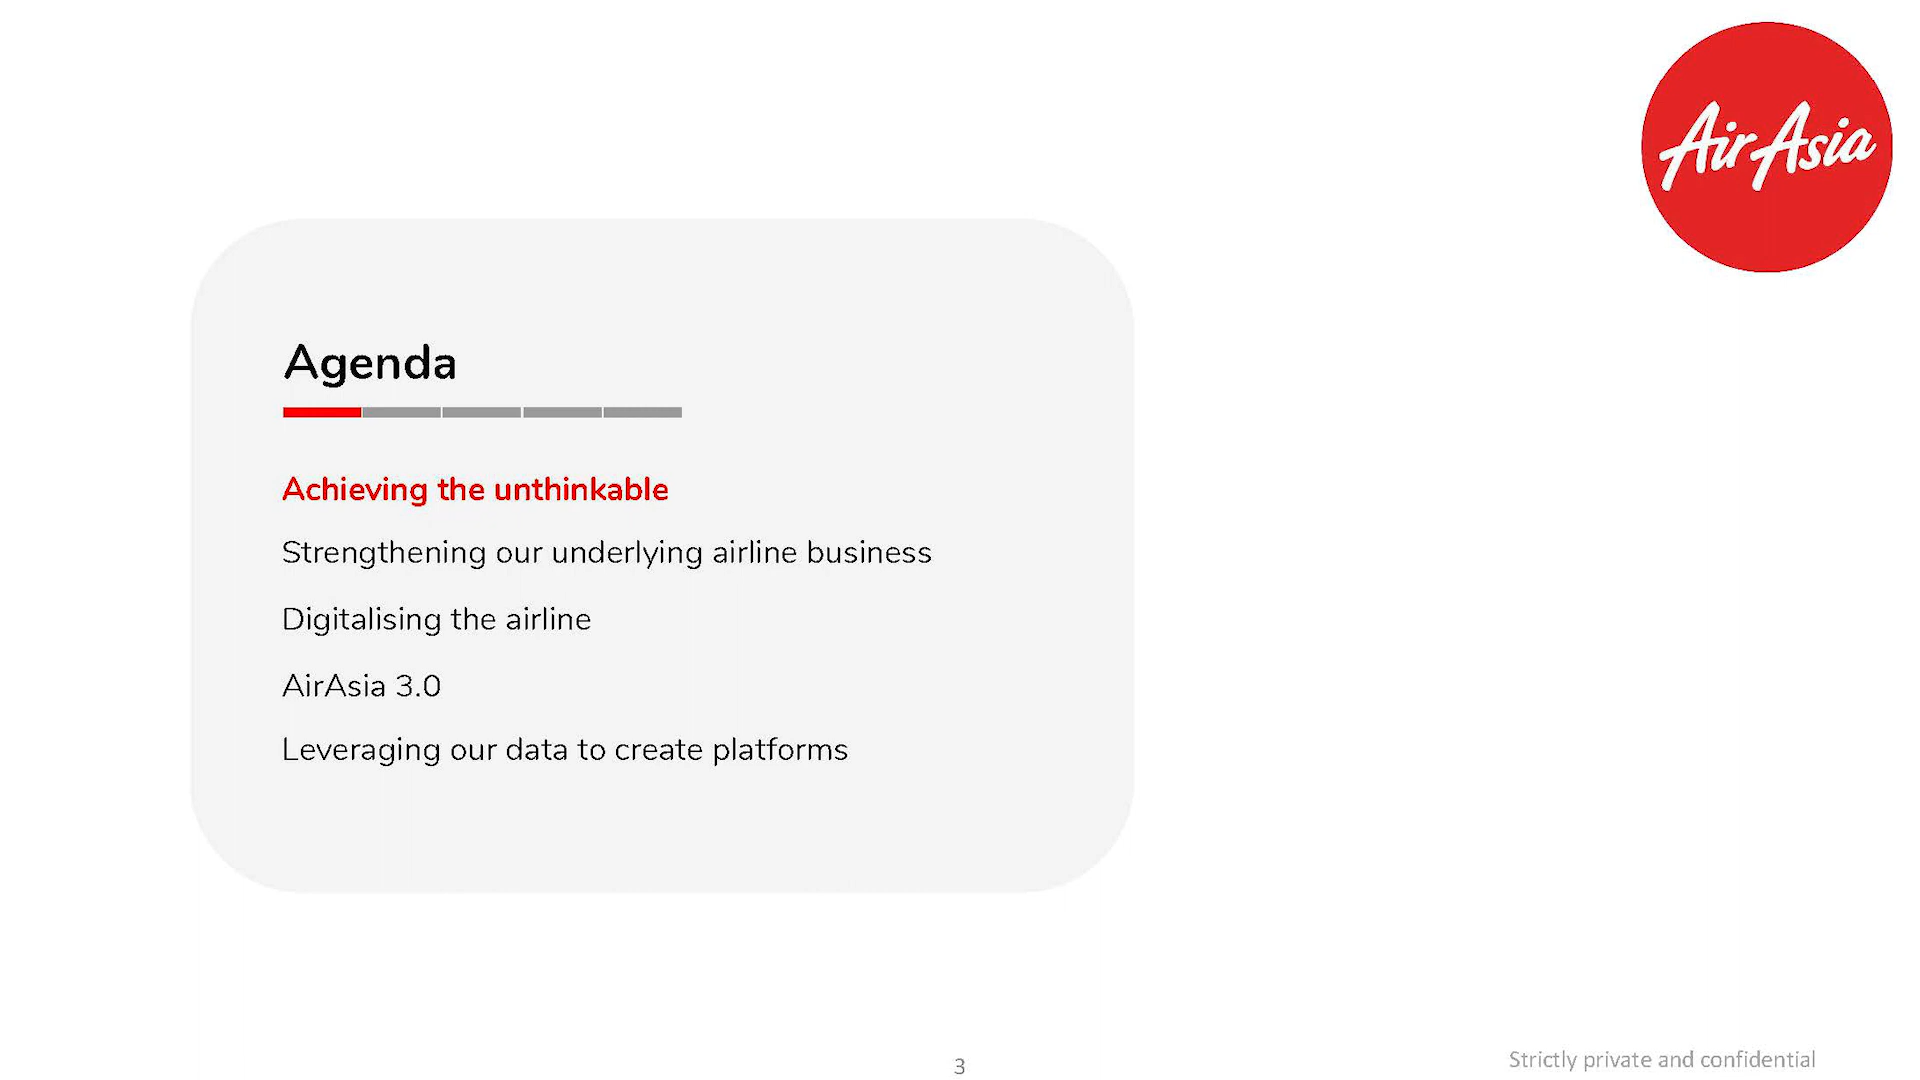 AirAsia
Agenda
Achieving the unthinkable
Strengthening our underlying airline business
Digitalising the airline
AirAsia 3.0
Leveraging our data to create platforms
3
Strictly private and confidential